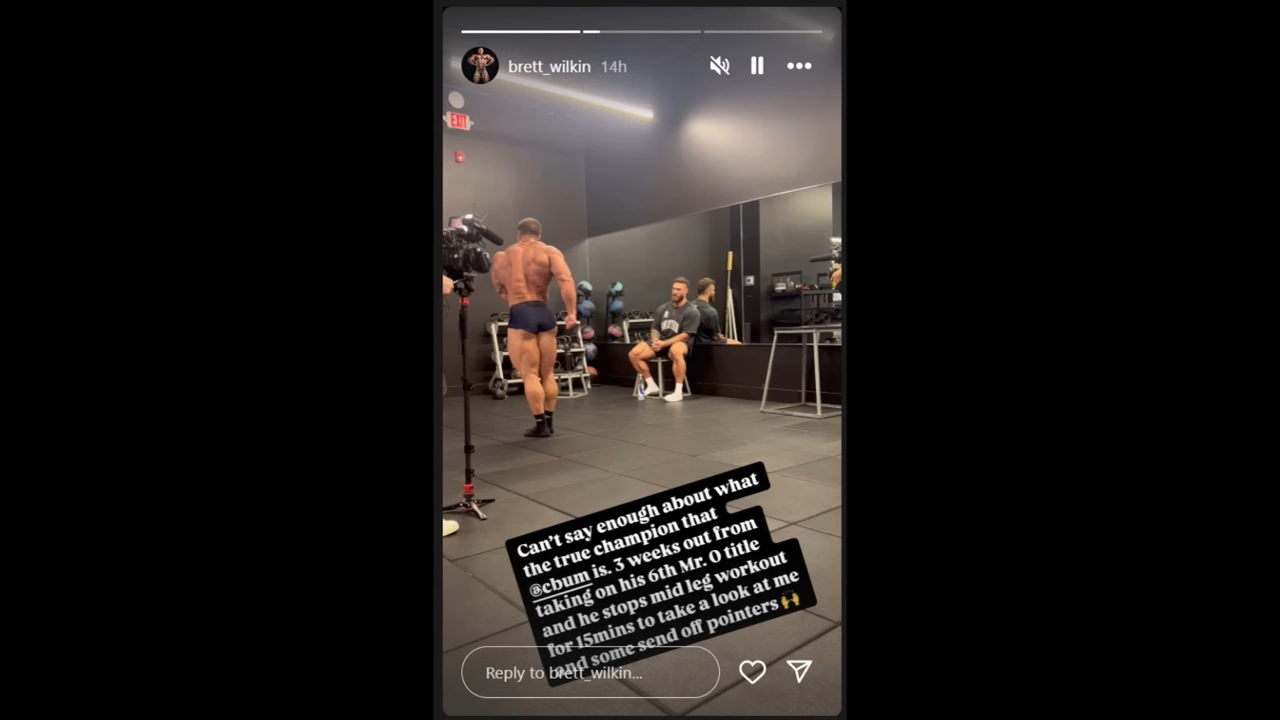 brett_wilkin 14h
EXIT
Can't say enough about what
the true champion that
@cbum is. 3 weeks out from
taking on his 6th Mr. O title
and he stops mid leg workout
for 15mins to take a look at me
and some send off pointers 🙌
Reply to brett_wilkin...